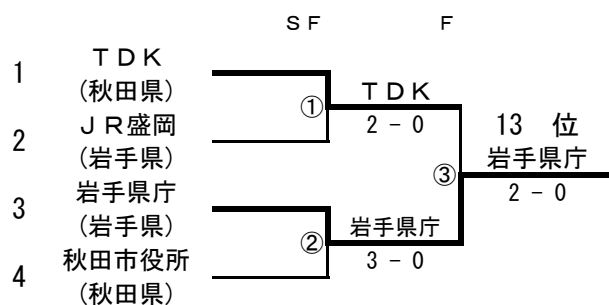 ＳＦ Ｆ
1 ＴＤＫ
(秋田県)
2 ＪＲ盛岡
(岩手県)
3 岩手県庁
(岩手県)
4 秋田市役所
(秋田県)
① ＴＤＫ
2 − 0
② 岩手県庁
3 − 0
③ 13 位
岩手県庁
2 − 0